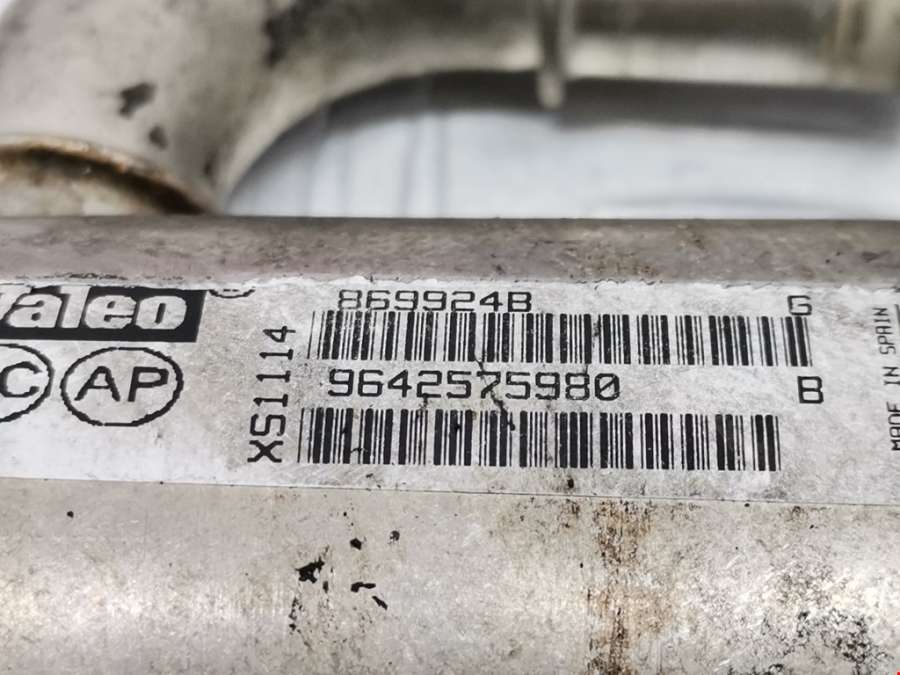 Valeo®
869924B G
XS1114
9642575980 B
C AP
MADE IN SPAIN